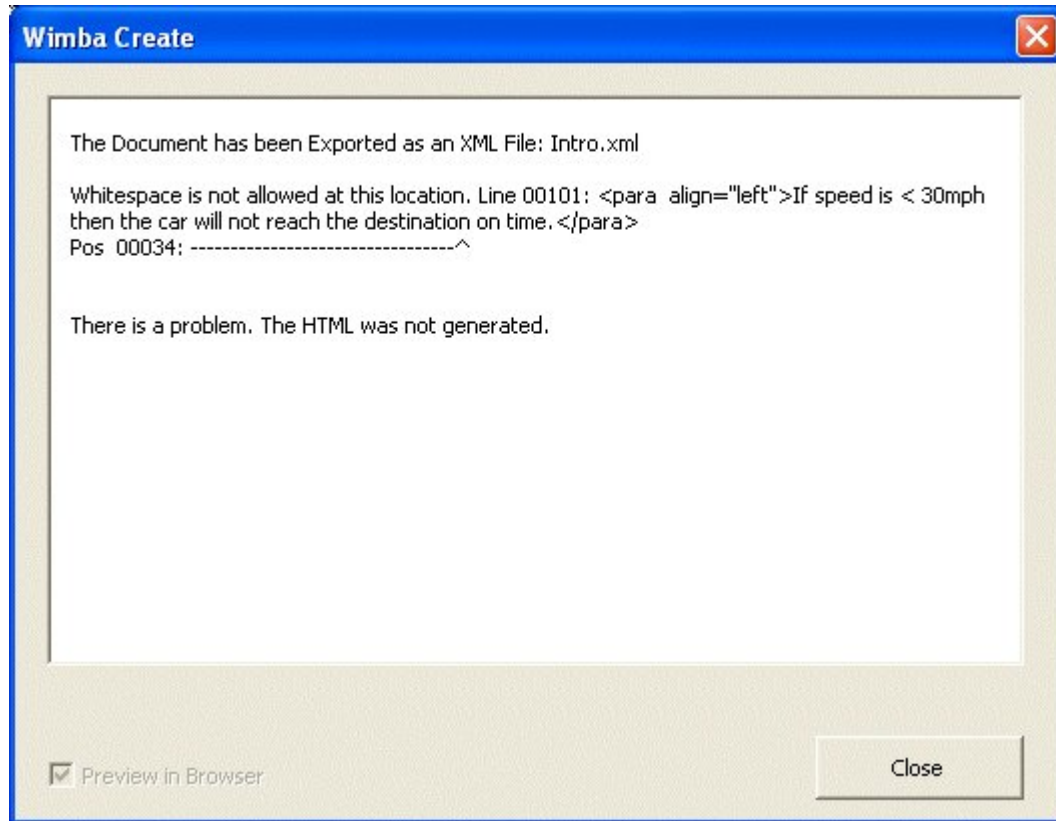 Wimba Create
The Document has been Exported as an XML File: Intro.xml
Whitespace is not allowed at this location. Line 00101: <para  align="left">If speed is < 30mph
then the car will not reach the destination on time.</para>
Pos  00034: ---------------------------------^
There is a problem. The HTML was not generated.
Preview in Browser
Close